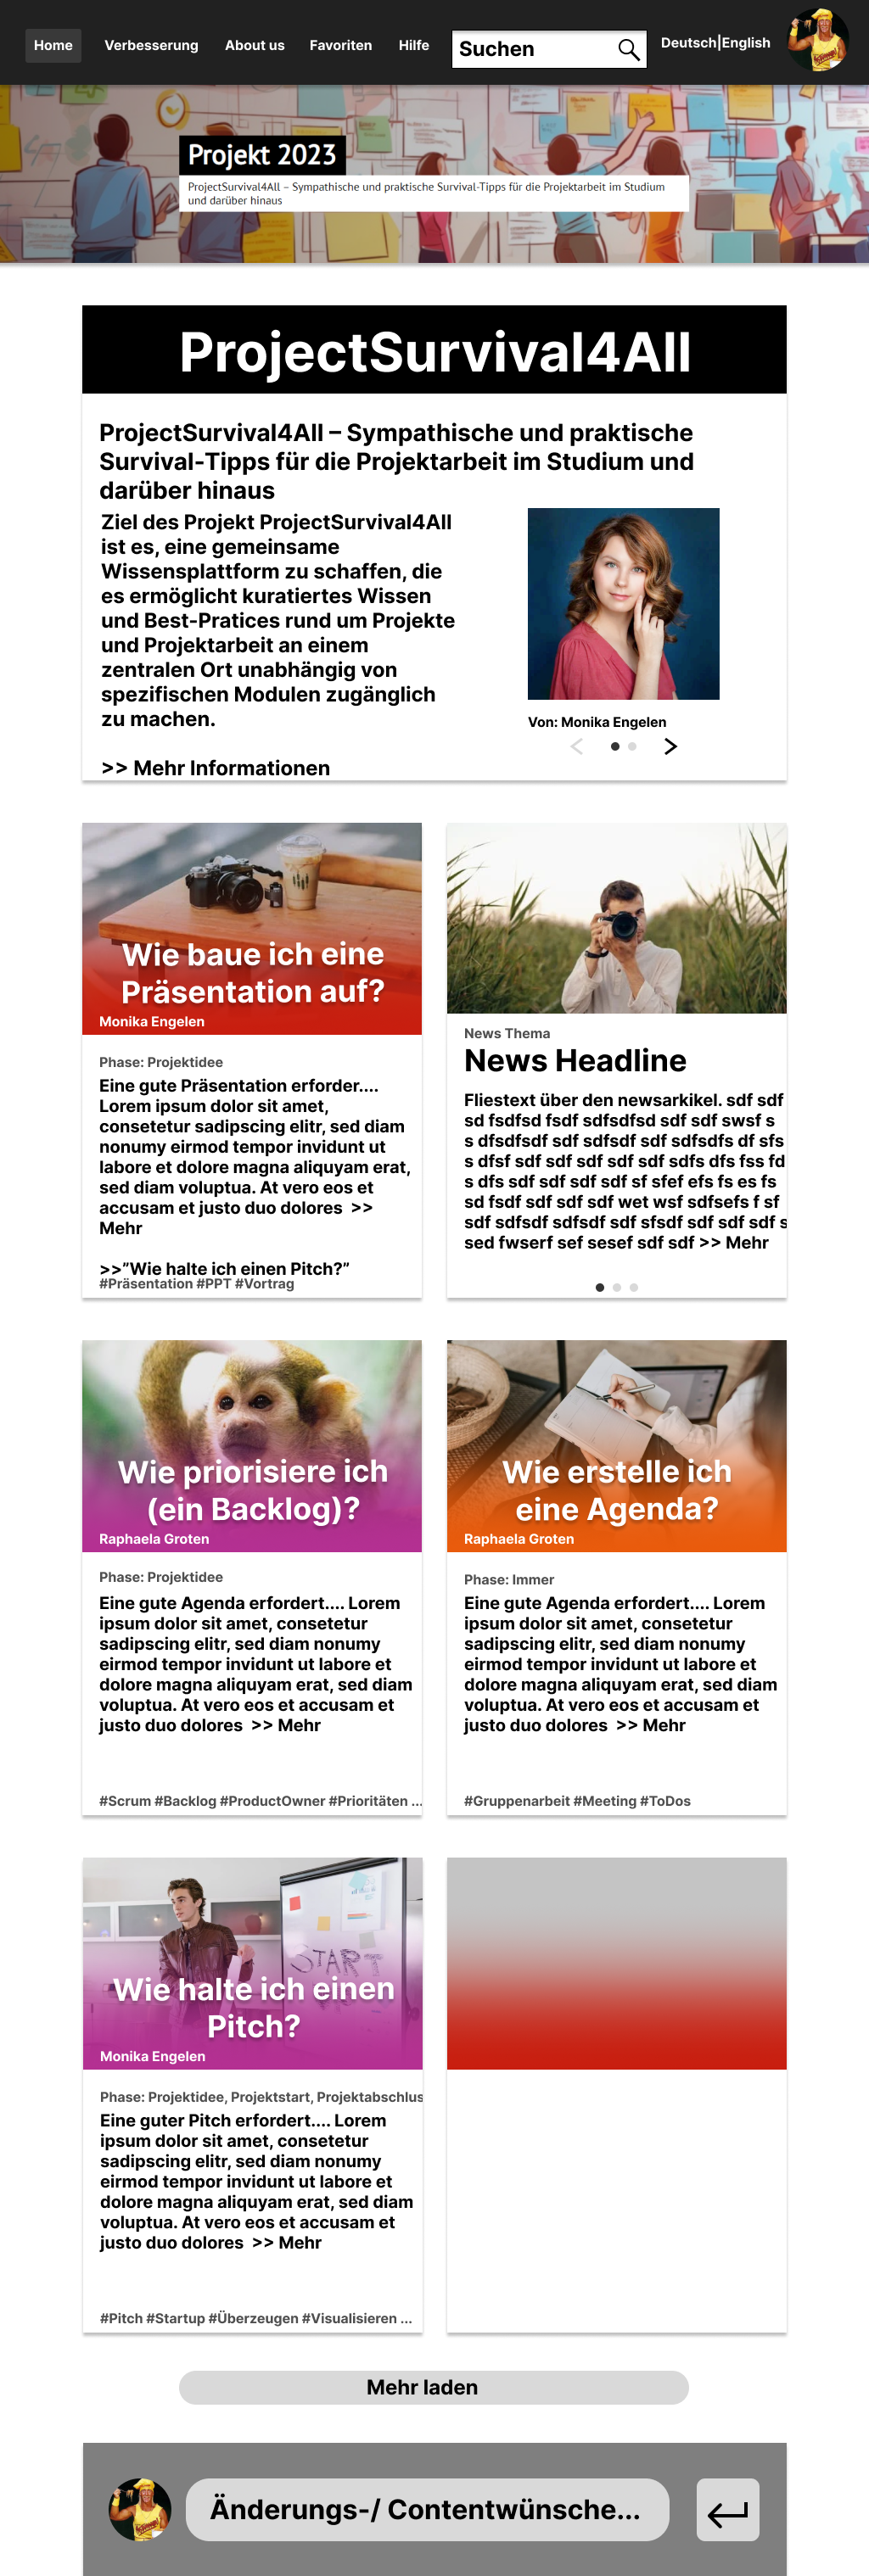 Home Verbesserung About us Favoriten Hilfe Suchen Deutsch|English
Projekt 2023
ProjectSurvival4All – Sympathische und praktische Survival-Tipps für die Projektarbeit im Studium
und darüber hinaus
ProjectSurvival4All
ProjectSurvival4All – Sympathische und praktische
Survival-Tipps für die Projektarbeit im Studium und
darüber hinaus
Ziel des Projekt ProjectSurvival4All
ist es, eine gemeinsame
Wissensplattform zu schaffen, die
es ermöglicht kuratiertes Wissen
und Best-Pratices rund um Projekte
und Projektarbeit an einem
zentralen Ort unabhängig von
spezifischen Modulen zugänglich
zu machen.
>> Mehr Informationen
Von: Monika Engelen
Wie baue ich eine
Präsentation auf?
Monika Engelen
Phase: Projektidee
Eine gute Präsentation erforder....
Lorem ipsum dolor sit amet,
consetetur sadipscing elitr, sed diam
nonumy eirmod tempor invidunt ut
labore et dolore magna aliquyam erat,
sed diam voluptua. At vero eos et
accusam et justo duo dolores >>
Mehr
>>”Wie halte ich einen Pitch?”
#Präsentation #PPT #Vortrag
News Thema
News Headline
Fliestext über den newsarkikel. sdf sdf
sd fsdfsd fsdf sdfsdfsd sdf sdf swsf s
s dfsdfsdf sdf sdfsdf sdf sdfsdfs df sfs
s dfsf sdf sdf sdf sdf sdf sdfs dfs fss fd
s dfs sdf sdf sdf sdf sf sfef efs fs es fs
sd fsdf sdf sdf sdf wet wsf sdfsefs f sf
sdf sdfsdf sdfsdf sdf sfsdf sdf sdf sdf s
sed fwserf sef sesef sdf sdf >> Mehr
Wie priorisiere ich
(ein Backlog)?
Raphaela Groten
Phase: Projektidee
Eine gute Agenda erfordert.... Lorem
ipsum dolor sit amet, consetetur
sadipscing elitr, sed diam nonumy
eirmod tempor invidunt ut labore et
dolore magna aliquyam erat, sed diam
voluptua. At vero eos et accusam et
justo duo dolores >> Mehr
#Scrum #Backlog #ProductOwner #Prioritäten ...
Wie erstelle ich
eine Agenda?
Raphaela Groten
Phase: Immer
Eine gute Agenda erfordert.... Lorem
ipsum dolor sit amet, consetetur
sadipscing elitr, sed diam nonumy
eirmod tempor invidunt ut labore et
dolore magna aliquyam erat, sed diam
voluptua. At vero eos et accusam et
justo duo dolores >> Mehr
#Gruppenarbeit #Meeting #ToDos
START
Wie halte ich einen
Pitch?
Monika Engelen
Phase: Projektidee, Projektstart, Projektabschlus
Eine guter Pitch erfordert.... Lorem
ipsum dolor sit amet, consetetur
sadipscing elitr, sed diam nonumy
eirmod tempor invidunt ut labore et
dolore magna aliquyam erat, sed diam
voluptua. At vero eos et accusam et
justo duo dolores >> Mehr
#Pitch #Startup #Überzeugen #Visualisieren ...
Mehr laden
Änderungs-/ Contentwünsche...